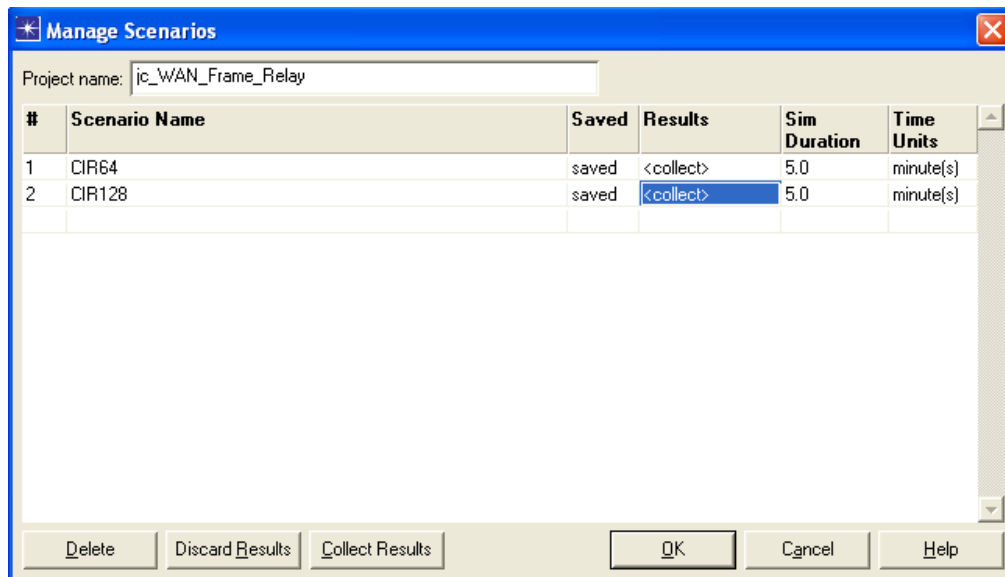 Manage Scenarios
Project name: jc_WAN_Frame_Relay
# Scenario Name Saved Results Sim Duration Time Units
1 CIR64 saved <collect> 5.0 minute(s)
2 CIR128 saved <collect> 5.0 minute(s)
Delete Discard Results Collect Results OK Cancel Help